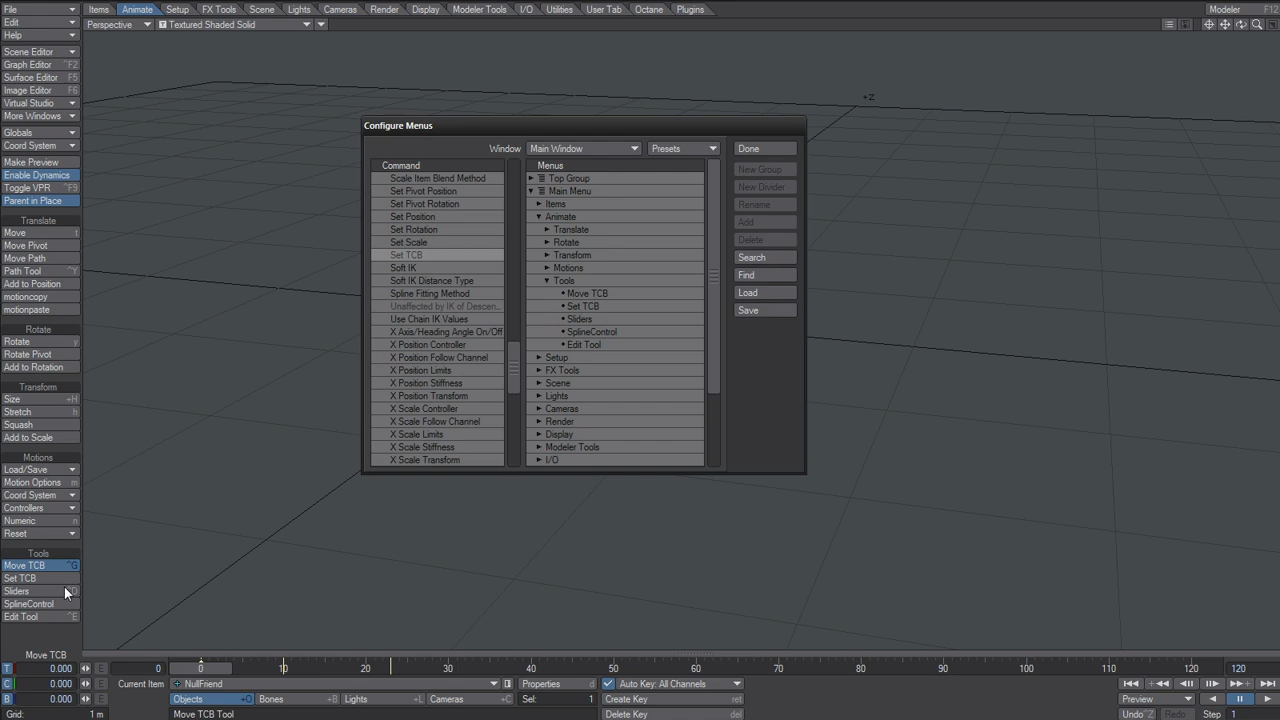 File Items Animate Setup FX Tools Scene Lights Cameras Render Display Modeler Tools I/O Utilities User Tab Octane Plugins Modeler F12
Edit Perspective Textured Shaded Solid
Help
Scene Editor
Graph Editor ^F2
Surface Editor F5
Image Editor F6
Virtual Studio
More Windows
Globals
Coord System
Make Preview
Enable Dynamics
Toggle VPR ^F9
Parent in Place
Translate
Move t
Move Pivot
Move Path
Path Tool ^Y
Add to Position
motioncopy
motionpaste
Rotate
Rotate y
Rotate Pivot
Add to Rotation
Transform
Size +H
Stretch h
Squash
Add to Scale
Motions
Load/Save
Motion Options m
Coord System
Controllers
Numeric n
Reset
Tools
Move TCB ^G
Set TCB
Sliders
SplineControl
Edit Tool ^E
+Z
Configure Menus
Window Main Window Presets
Command
Scale Item Blend Method
Set Pivot Position
Set Pivot Rotation
Set Position
Set Rotation
Set Scale
Set TCB
Soft IK
Soft IK Distance Type
Spline Fitting Method
Unaffected by IK of Descen...
Use Chain IK Values
X Axis/Heading Angle On/Off
X Position Controller
X Position Follow Channel
X Position Limits
X Position Stiffness
X Position Transform
X Scale Controller
X Scale Follow Channel
X Scale Limits
X Scale Stiffness
X Scale Transform
Menus
Top Group
Main Menu
Items
Animate
Translate
Rotate
Transform
Motions
Tools
Move TCB
Set TCB
Sliders
SplineControl
Edit Tool
Setup
FX Tools
Scene
Lights
Cameras
Render
Display
Modeler Tools
I/O
Done
New Group
New Divider
Rename
Add
Delete
Search
Find
Load
Save
Move TCB
T 0.000 E 0 0 10 20 30 40 50 60 70 80 90 100 110 120 120
C 0.000 E Current Item NullFriend Properties d Auto Key: All Channels
B 0.000 E Objects +O Bones +B Lights +L Cameras +C Sel: 1 Create Key ret Preview
Grid: 1 m Move TCB Tool Delete Key del Undo^Z Redo Step 1